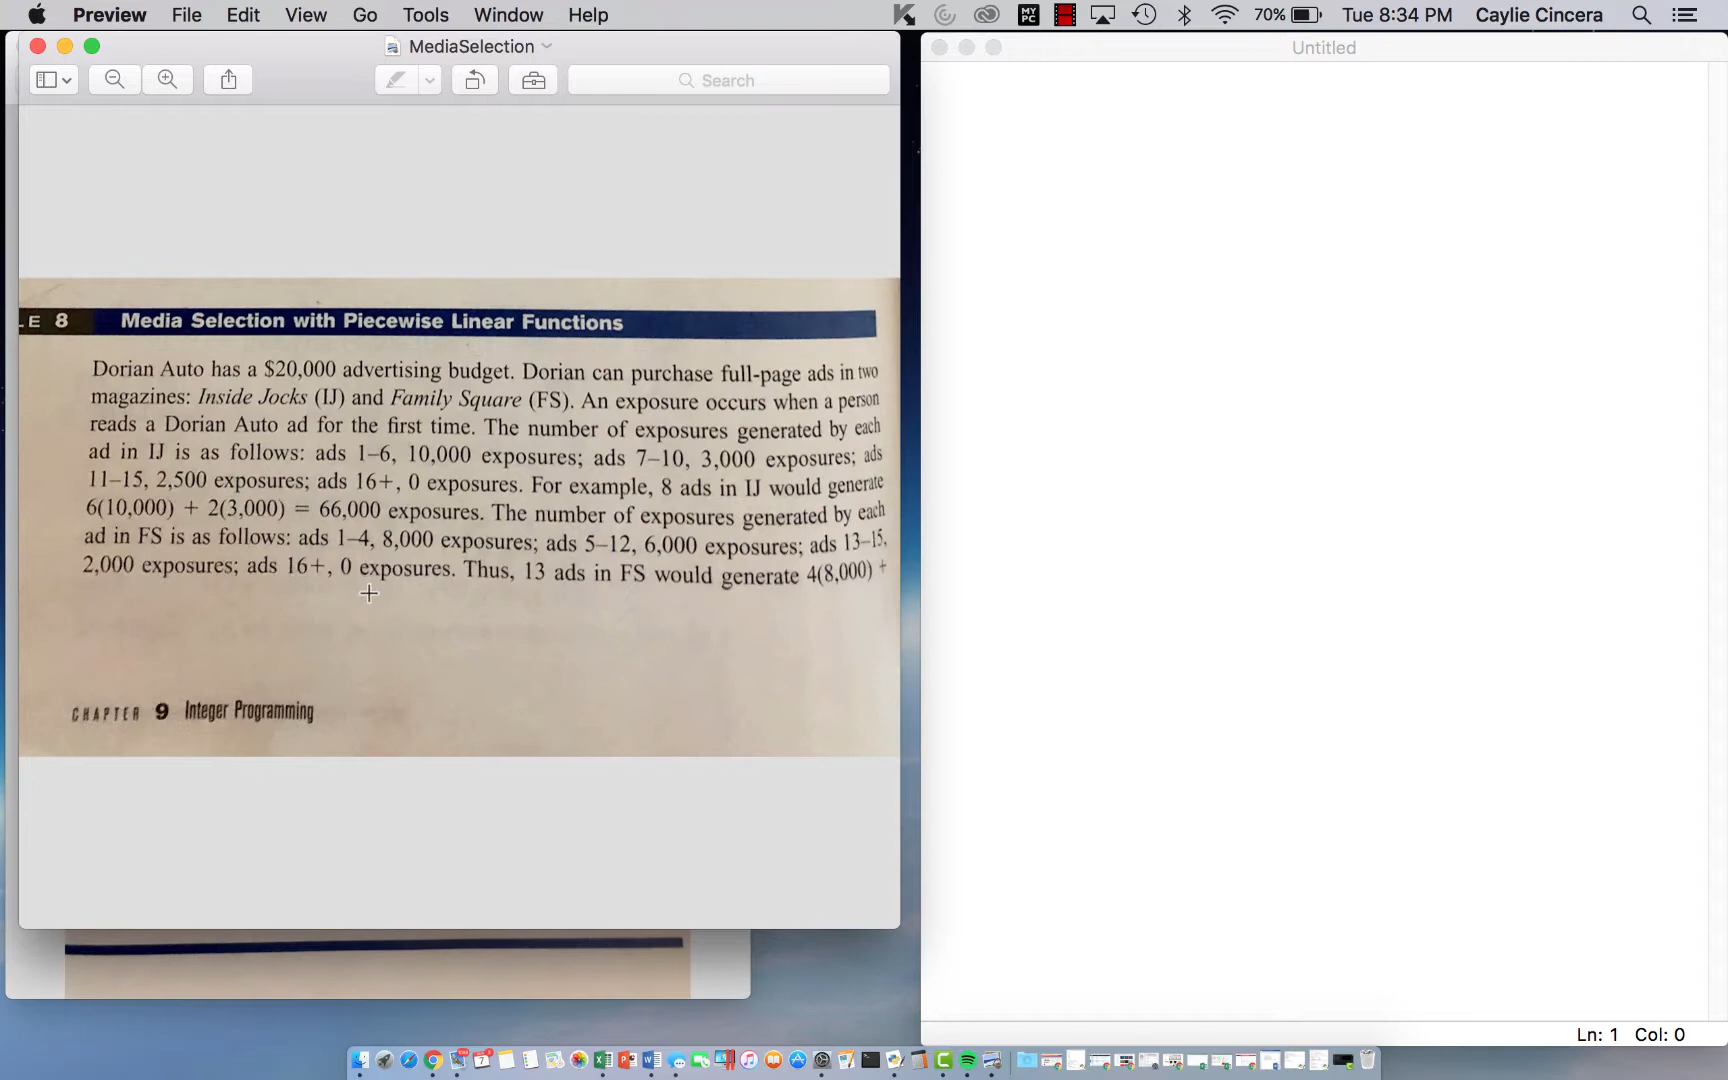 Preview File Edit View Go Tools Window Help
MY PC 70% Tue 8:34 PM Caylie Cincera
MediaSelection
Search
Untitled
LE 8 Media Selection with Piecewise Linear Functions
Dorian Auto has a $20,000 advertising budget. Dorian can purchase full-page ads in two
magazines: Inside Jocks (IJ) and Family Square (FS). An exposure occurs when a person
reads a Dorian Auto ad for the first time. The number of exposures generated by each
ad in IJ is as follows: ads 1–6, 10,000 exposures; ads 7–10, 3,000 exposures; ads
11–15, 2,500 exposures; ads 16+, 0 exposures. For example, 8 ads in IJ would generate
6(10,000) + 2(3,000) = 66,000 exposures. The number of exposures generated by each
ad in FS is as follows: ads 1–4, 8,000 exposures; ads 5–12, 6,000 exposures; ads 13–15,
2,000 exposures; ads 16+, 0 exposures. Thus, 13 ads in FS would generate 4(8,000) +
CHAPTER 9 Integer Programming
Ln: 1 Col: 0